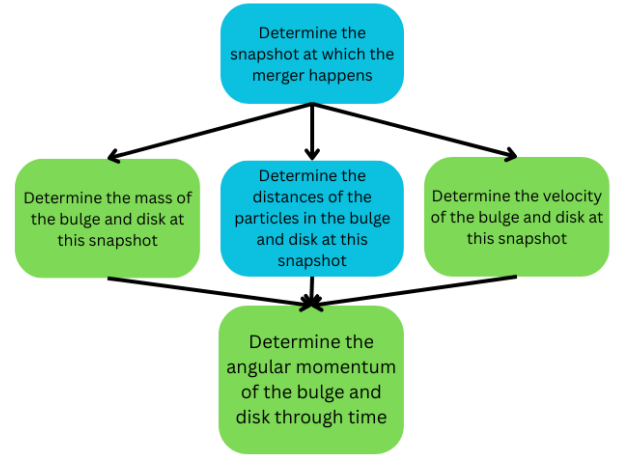 Determine the
snapshot at which the
merger happens
Determine the mass of
the bulge and disk at
this snapshot
Determine the
distances of the
particles in the bulge
and disk at this
snapshot
Determine the velocity
of the bulge and disk at
this snapshot
Determine the
angular momentum
of the bulge and
disk through time